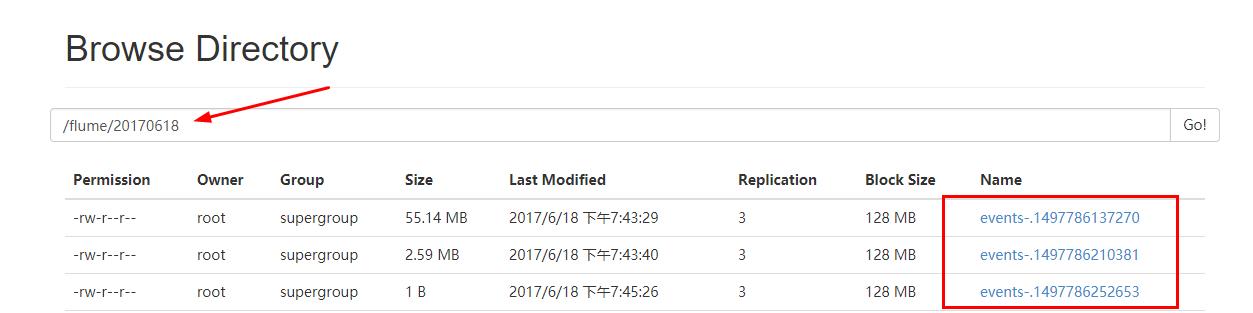 Browse Directory
/flume/20170618 Go!
Permission Owner Group Size Last Modified Replication Block Size Name
-rw-r--r-- root supergroup 55.14 MB 2017/6/18 下午7:43:29 3 128 MB events-.1497786137270
-rw-r--r-- root supergroup 2.59 MB 2017/6/18 下午7:43:40 3 128 MB events-.1497786210381
-rw-r--r-- root supergroup 1 B 2017/6/18 下午7:45:26 3 128 MB events-.1497786252653